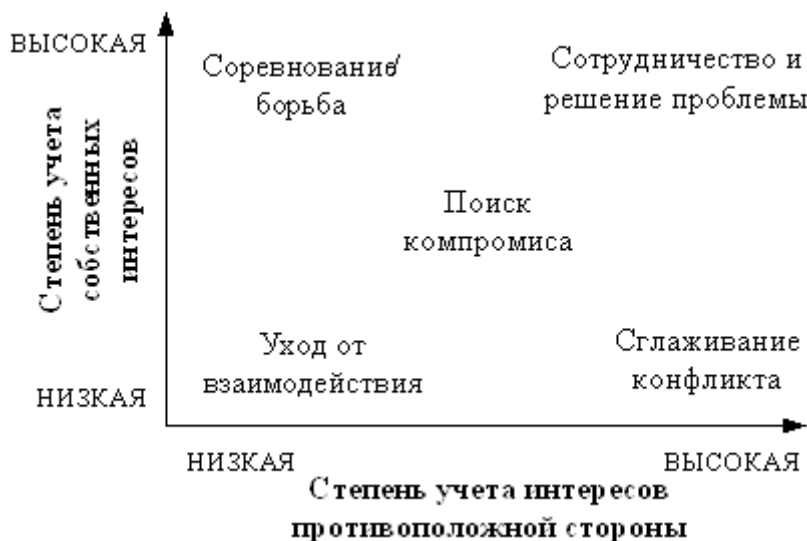 ВЫСОКАЯ
Соревнование/
борьба
Сотрудничество и
решение проблемы
Степень учета
собственных
интересов
Поиск
компромиса
Уход от
взаимодействия
Сглаживание
конфликта
НИЗКАЯ
НИЗКАЯ
ВЫСОКАЯ
Степень учета интересов
противоположной стороны